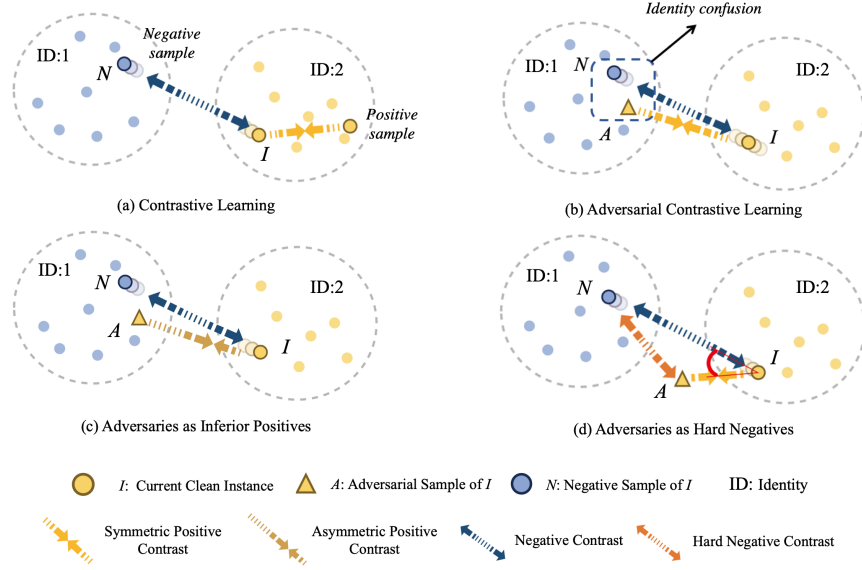 Identity confusion
ID:1
Negative sample
N
ID:2
Positive sample
I
(a) Contrastive Learning
ID:1
N
A
ID:2
I
(b) Adversarial Contrastive Learning
ID:1
N
A
ID:2
I
(c) Adversaries as Inferior Positives
ID:1
N
A
ID:2
I
(d) Adversaries as Hard Negatives
I: Current Clean Instance
A: Adversarial Sample of I
N: Negative Sample of I
ID: Identity
Symmetric Positive
Contrast
Asymmetric Positive
Contrast
Negative Contrast
Hard Negative Contrast